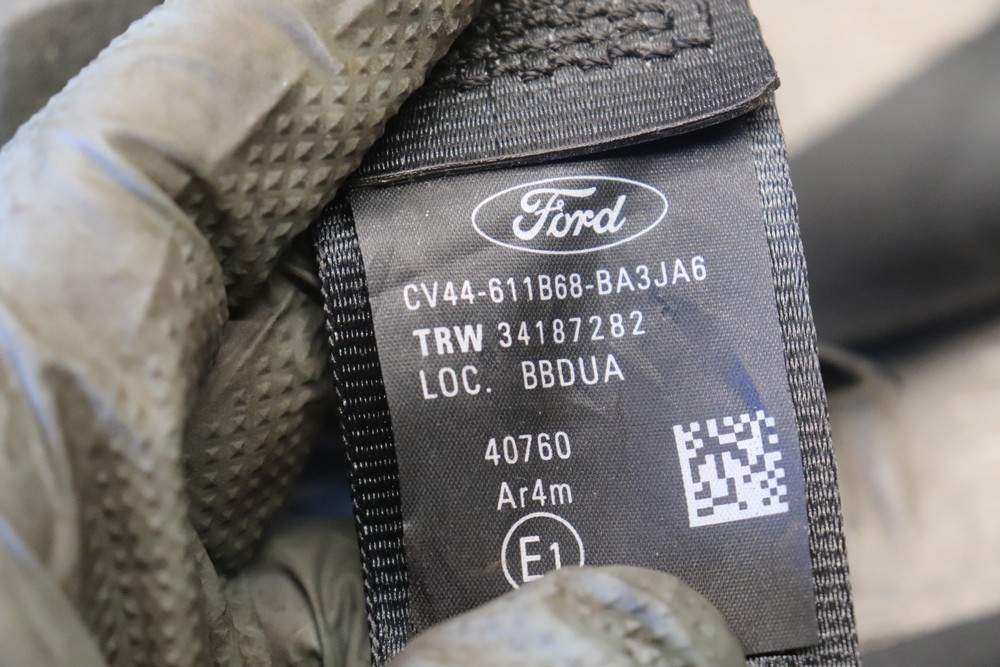 Ford
CV44-611B68-BA3JA6
TRW 34187282
LOC. BBDUA
40760
Ar4m
E1